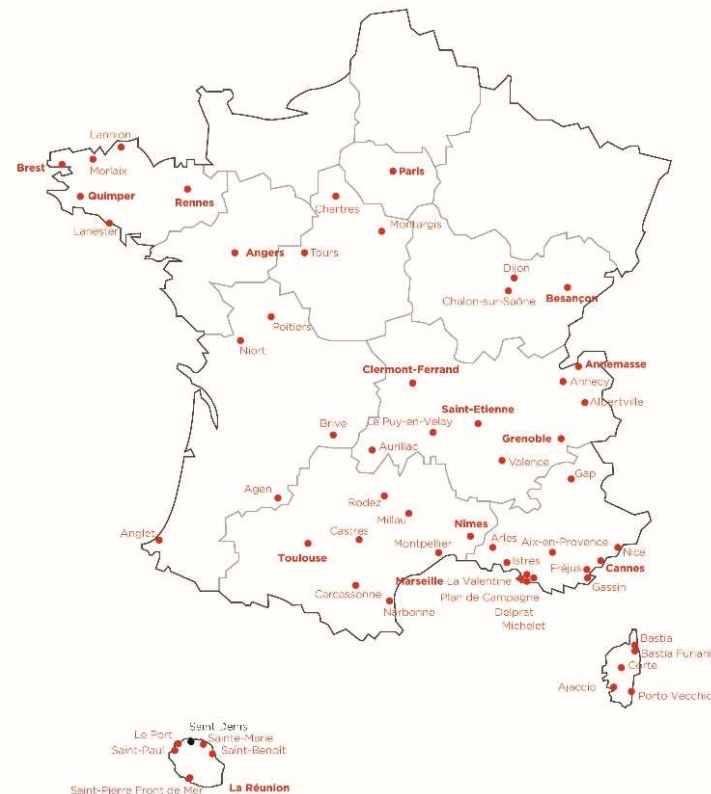 Lannion
Brest
Morlaix
Paris
Quimper
Rennes
Chartres
Lanester
Montargis
Angers
Tours
Dijon
Chalon-sur-Saône
Besançon
Poitiers
Niort
Clermont-Ferrand
Annemasse
Annecy
Albertville
Saint-Etienne
Brive
Le Puy-en-Velay
Grenoble
Aurillac
Valence
Gap
Agen
Rodez
Millau
Anglet
Castres
Nîmes
Arles
Aix-en-Provence
Toulouse
Montpellier
Nice
Istres
Fréjus
Cannes
Carcassonne
Marseille
La Valentine
Gassin
Plan de Campagne
Narbonne
Delprat
Michelet
Bastia
Bastia Furiani
Corte
Ajaccio
Porto Vecchio
Saint Denis
Le Port
Sainte-Marie
Saint-Paul
Saint-Benoît
Saint-Pierre Front de Mer
La Réunion